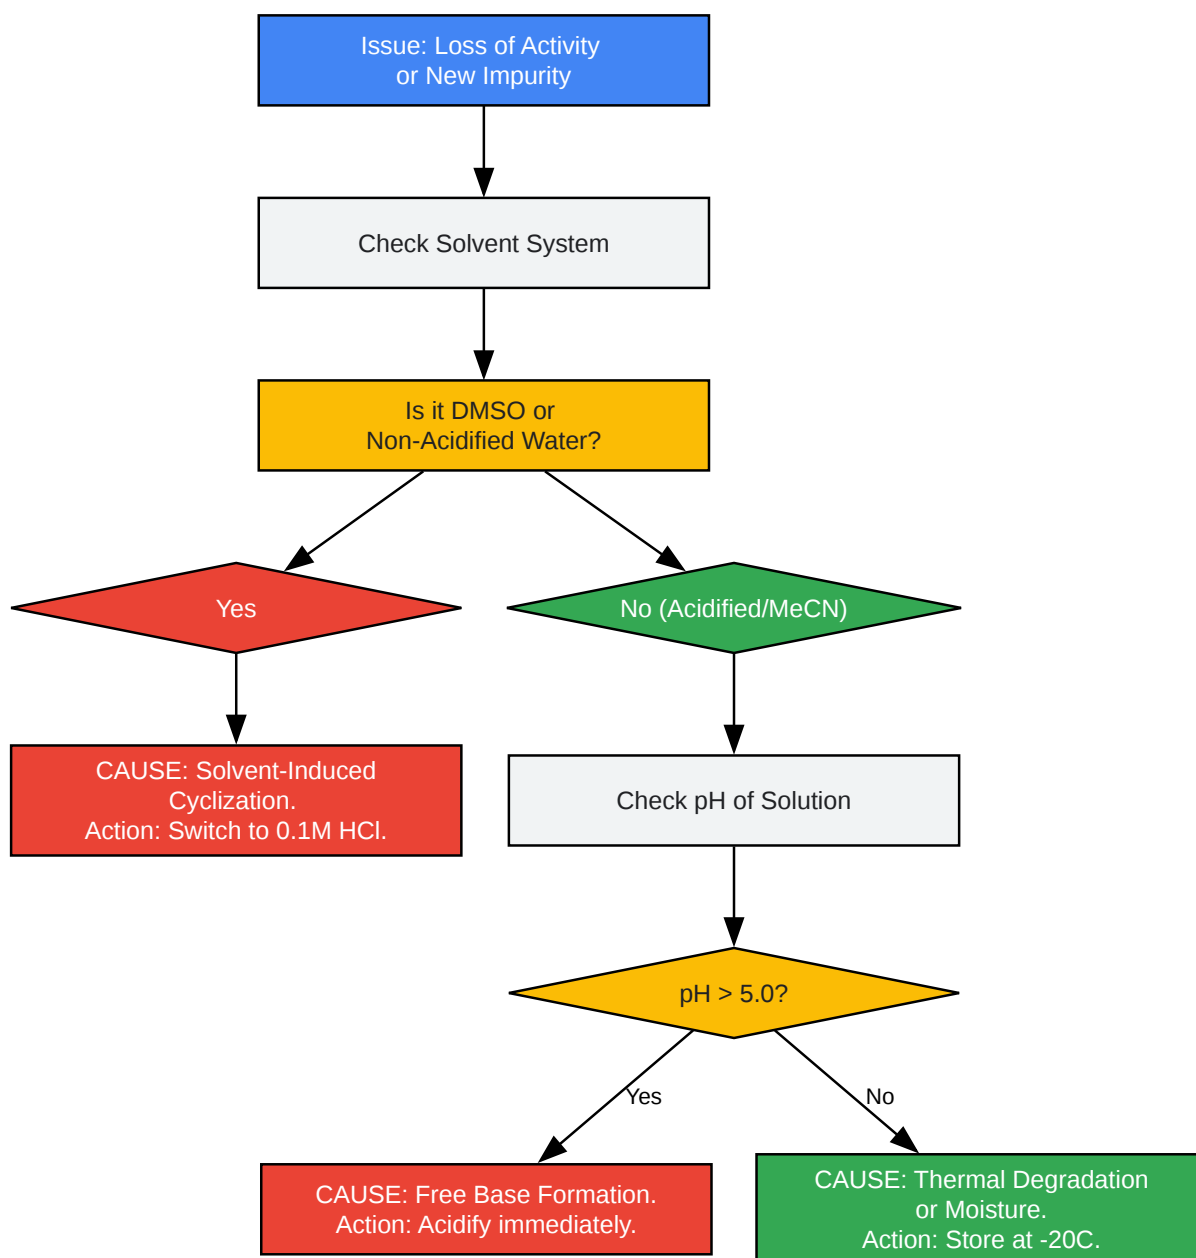 Issue: Loss of Activity
or New Impurity
Check Solvent System
Is it DMSO or
Non-Acidified Water?
Yes
No (Acidified/MeCN)
CAUSE: Solvent-Induced
Cyclization.
Action: Switch to 0.1M HCl.
Check pH of Solution
pH > 5.0?
Yes
No
CAUSE: Free Base Formation.
Action: Acidify immediately.
CAUSE: Thermal Degradation
or Moisture.
Action: Store at -20C.